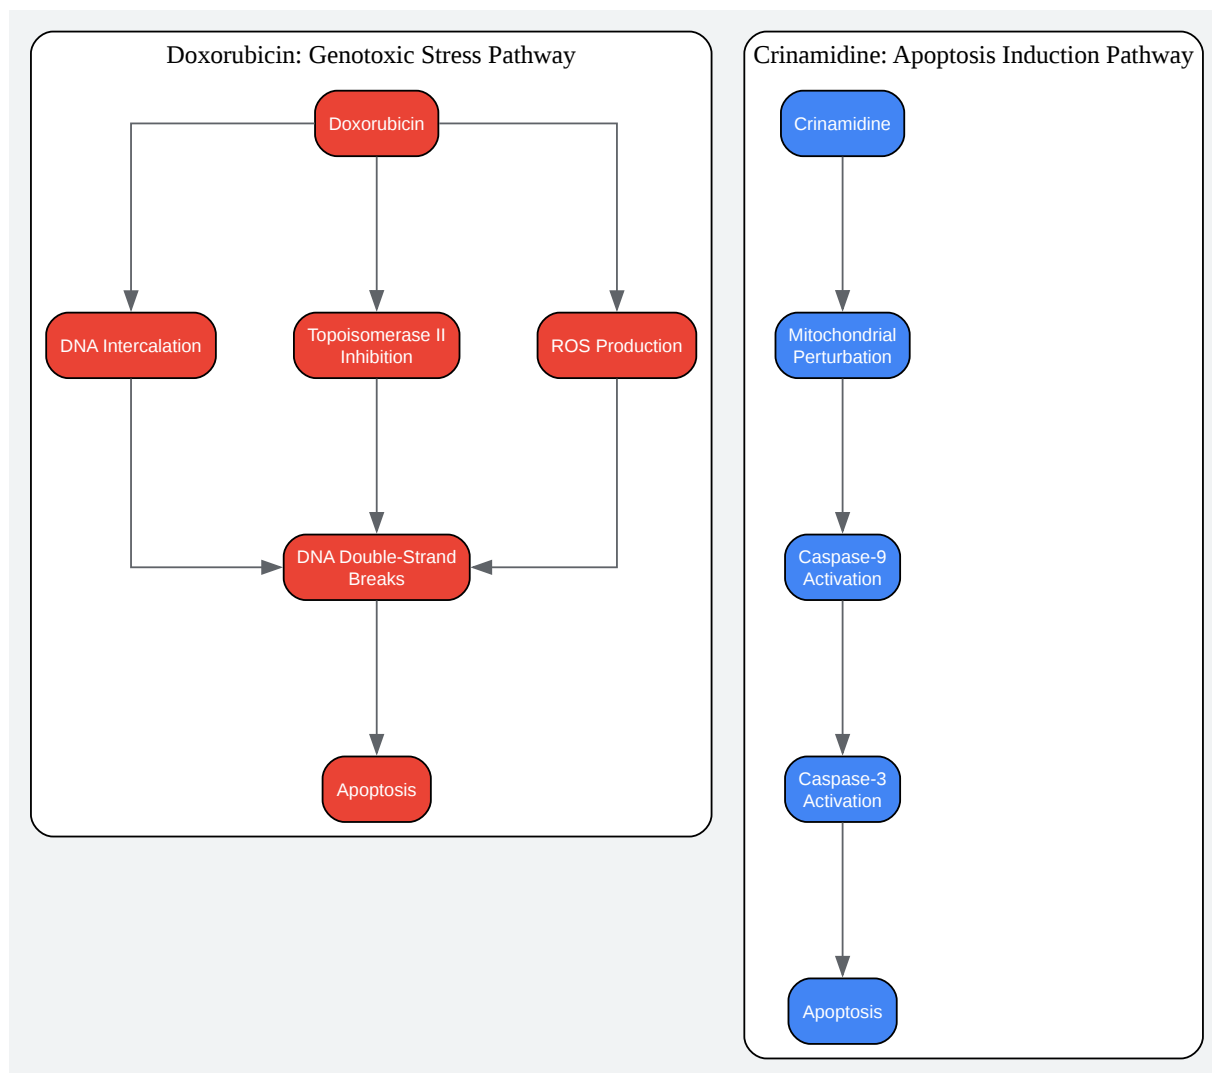 Doxorubicin: Genotoxic Stress Pathway
Doxorubicin
DNA Intercalation
Topoisomerase II
Inhibition
ROS Production
DNA Double-Strand
Breaks
Apoptosis
Crinamidine: Apoptosis Induction Pathway
Crinamidine
Mitochondrial
Perturbation
Caspase-9
Activation
Caspase-3
Activation
Apoptosis